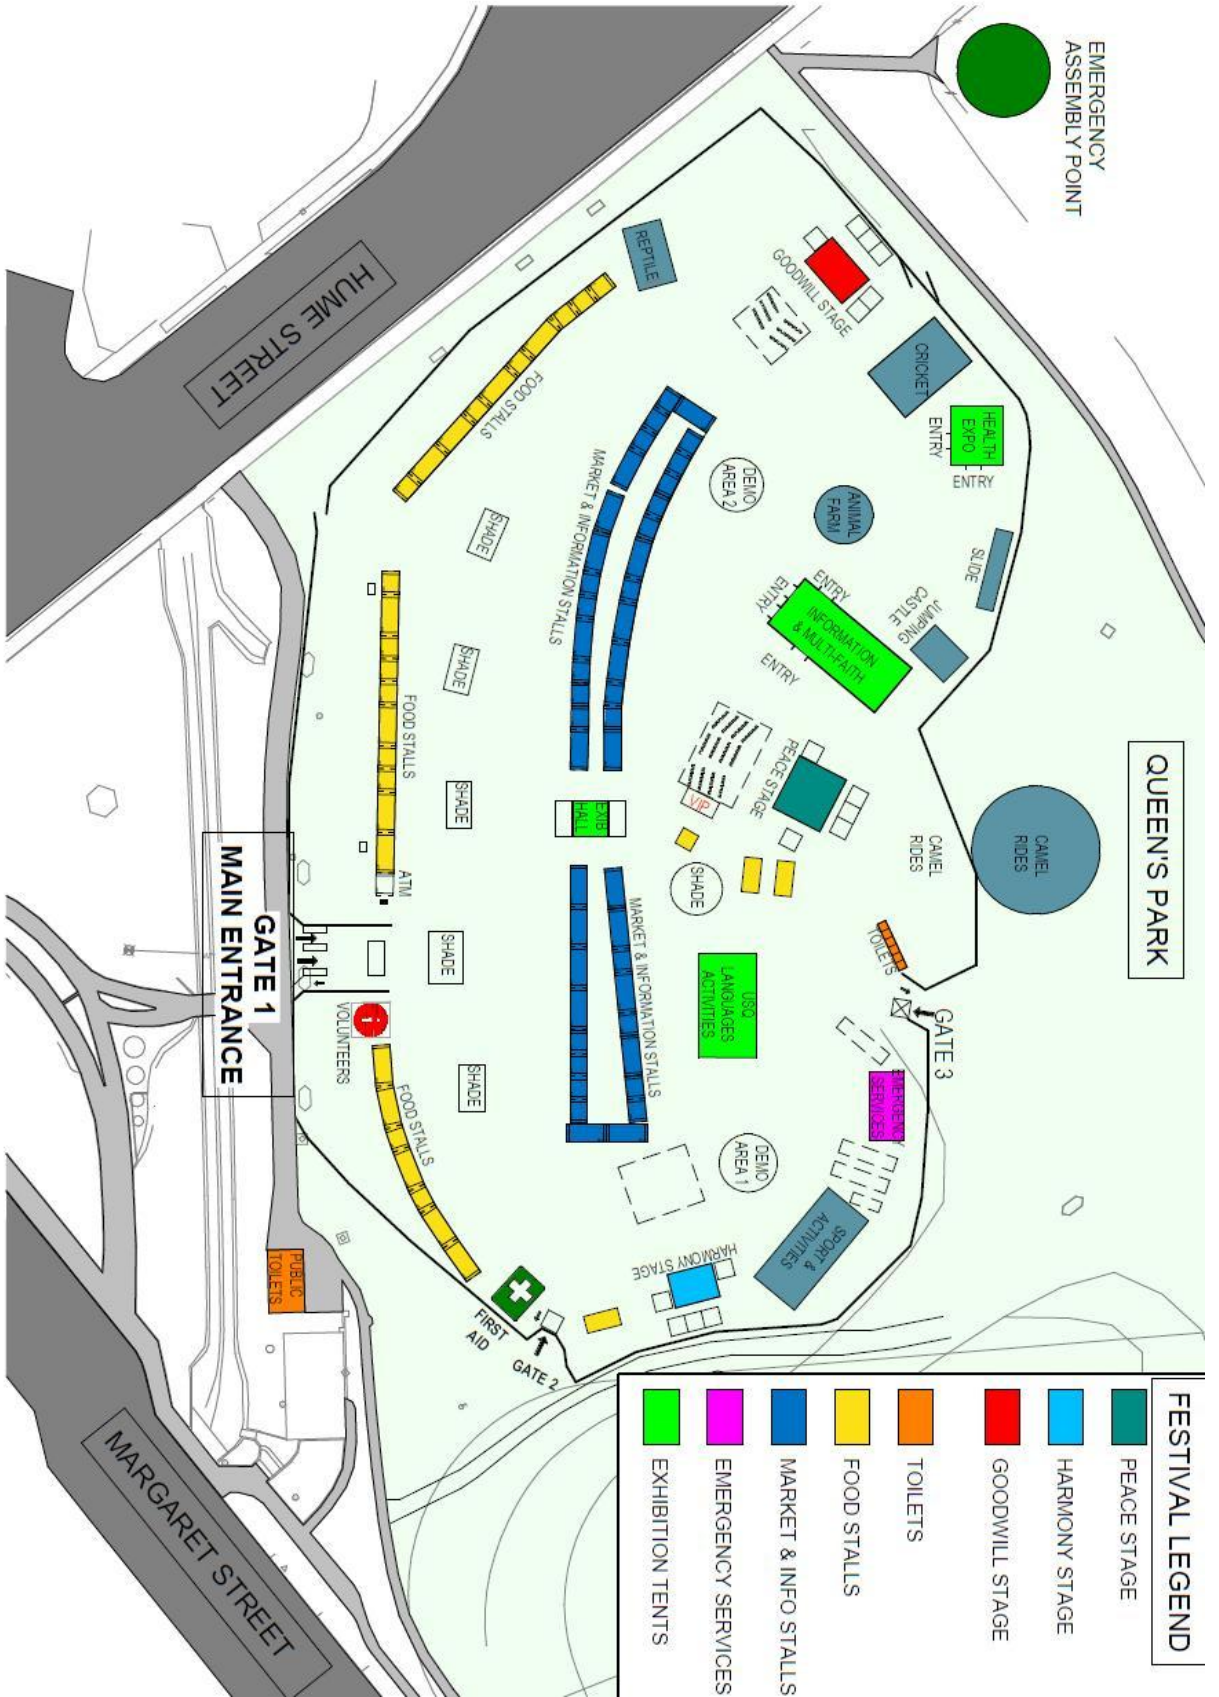 EMERGENCY
ASSEMBLY POINT
QUEEN'S PARK
HUME STREET
REPTILE
GOODWILL STAGE
CRICKET
HEALTH
EXPO
ENTRY
ENTRY
FOOD STALLS
MARKET & INFORMATION STALLS
DEMO
AREA 2
ANIMAL
FARM
SLIDE
JUMPING
CASTLE
ENTRY
ENTRY
INFORMATION
& MULTI-FAITH
ENTRY
SHADE
SHADE
FOOD STALLS
SHADE
EXIB
HALL
VIP
PEACE STAGE
CAMEL
RIDES
CAMEL
RIDES
ATM
SHADE
SHADE
TOILETS
GATE 3
GATE 1
MAIN ENTRANCE
VOLUNTEERS
i
SHADE
MARKET & INFORMATION STALLS
USQ
LANGUAGES
ACTIVITIES
EMERGENCY
SERVICES
FOOD STALLS
DEMO
AREA 1
SPORT &
ACTIVITIES
HARMONY STAGE
FIRST
AID
GATE 2
PUBLIC
TOILETS
MARGARET STREET
FESTIVAL LEGEND
PEACE STAGE
HARMONY STAGE
GOODWILL STAGE
TOILETS
FOOD STALLS
MARKET & INFO STALLS
EMERGENCY SERVICES
EXHIBITION TENTS